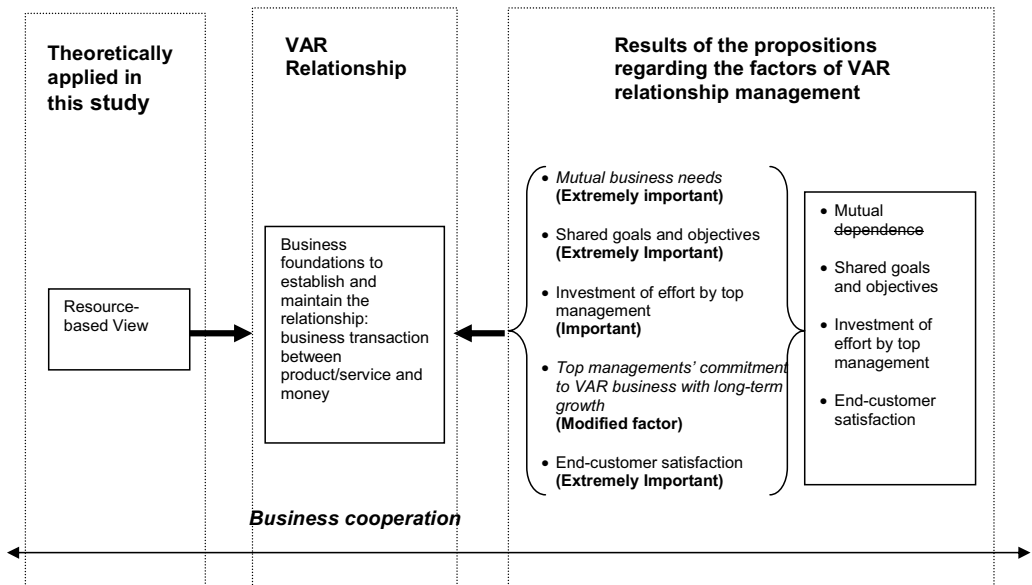 Theoretically
applied in
this study
VAR
Relationship
Results of the propositions
regarding the factors of VAR
relationship management
Resource-
based View
Business
foundations to
establish and
maintain the
relationship:
business transaction
between
product/service and
money
• Mutual business needs
(Extremely important)
• Shared goals and objectives
(Extremely Important)
• Investment of effort by top
management
(Important)
• Top managements’ commitment
to VAR business with long-term
growth
(Modified factor)
• End-customer satisfaction
(Extremely Important)
• Mutual
dependence
• Shared goals
and objectives
• Investment of
effort by top
management
• End-customer
satisfaction
Business cooperation